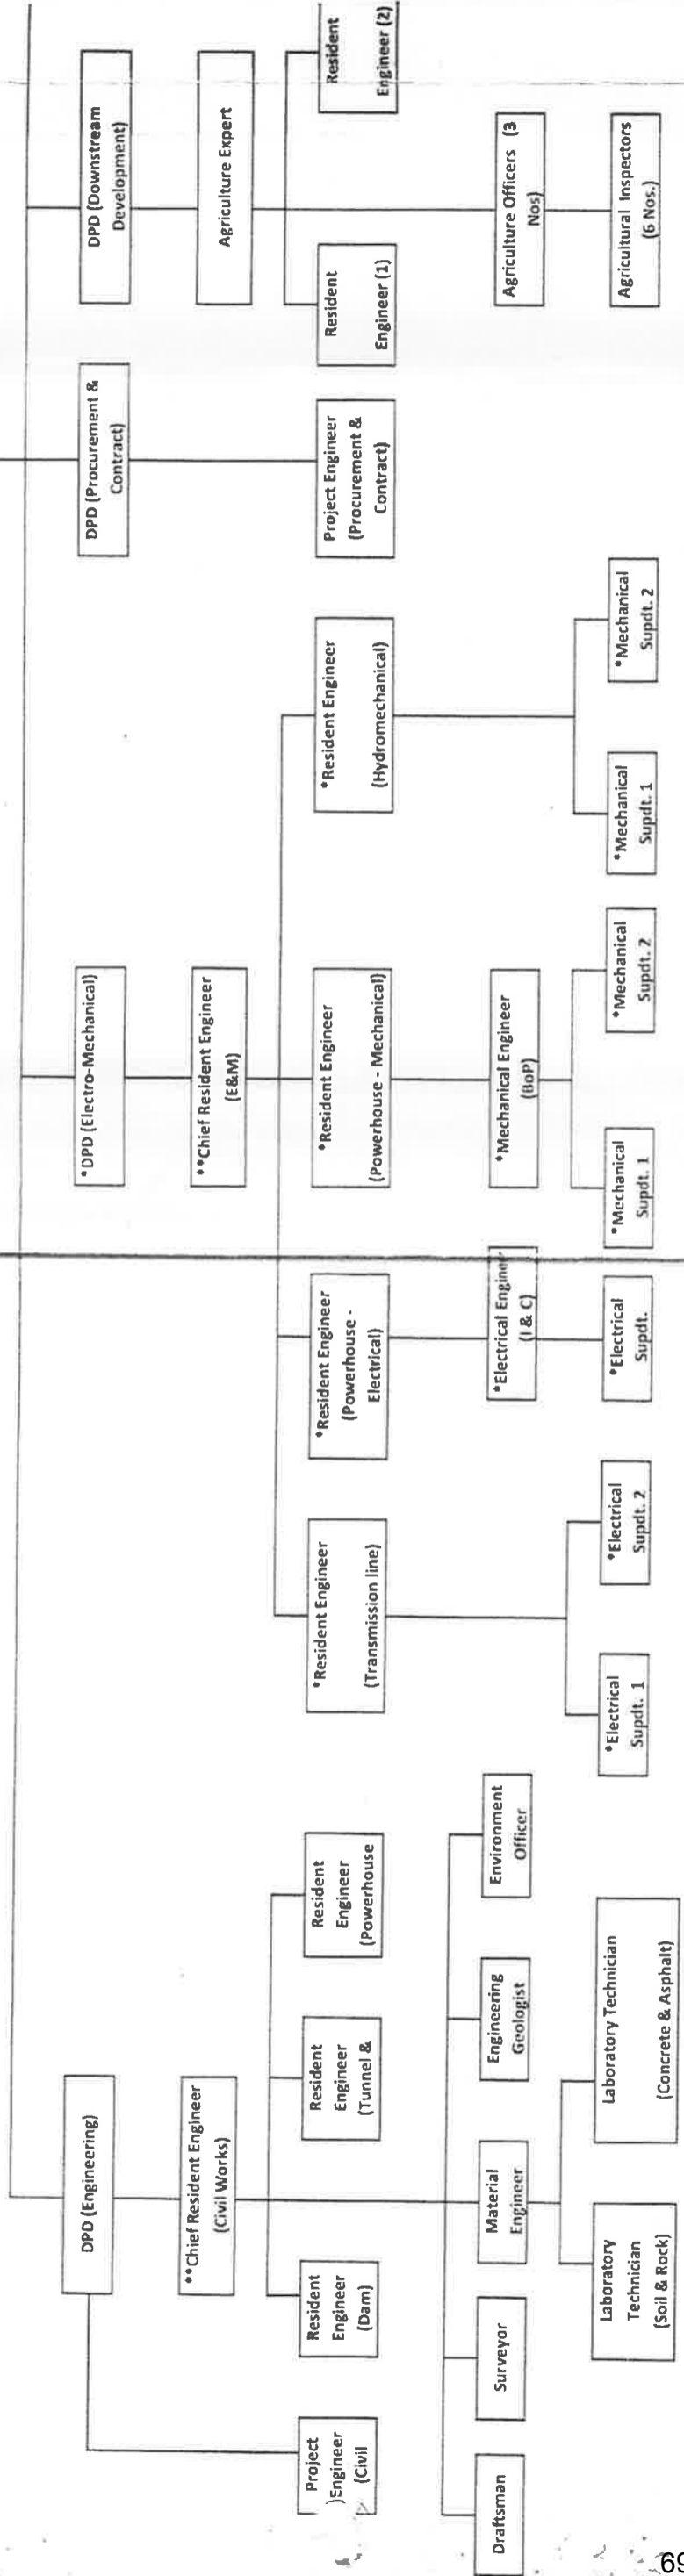 DPD (Engineering)
*DPD (Electro-Mechanical)
DPD (Procurement &
Contract)
DPD (Downstream
Development)
**Chief Resident Engineer
(Civil Works)
**Chief Resident Engineer
(E&M)
Agriculture Expert
Project
)Engineer
(Civil
Resident
Engineer
(Dam)
Resident
Engineer
(Tunnel &
Resident
Engineer
(Powerhouse
*Resident Engineer
(Transmission line)
*Resident Engineer
(Powerhouse -
Electrical)
*Resident Engineer
(Powerhouse - Mechanical)
*Resident Engineer
(Hydromechanical)
Project Engineer
(Procurement &
Contract)
Resident
Engineer (1)
Resident
Engineer (2)
Draftsman
Surveyor
Material
Engineer
Engineering
Geologist
Environment
Officer
*Electrical Engineer
(I & C)
*Mechanical Engineer
(BoP)
Agriculture Officers (3
Nos)
Laboratory
Technician
(Soil & Rock)
Laboratory Technician
(Concrete & Asphalt)
*Electrical
Supdt. 1
*Electrical
Supdt. 2
*Electrical
Supdt.
*Mechanical
Supdt. 1
*Mechanical
Supdt. 2
*Mechanical
Supdt. 1
*Mechanical
Supdt. 2
Agricultural Inspectors
(6 Nos.)
69